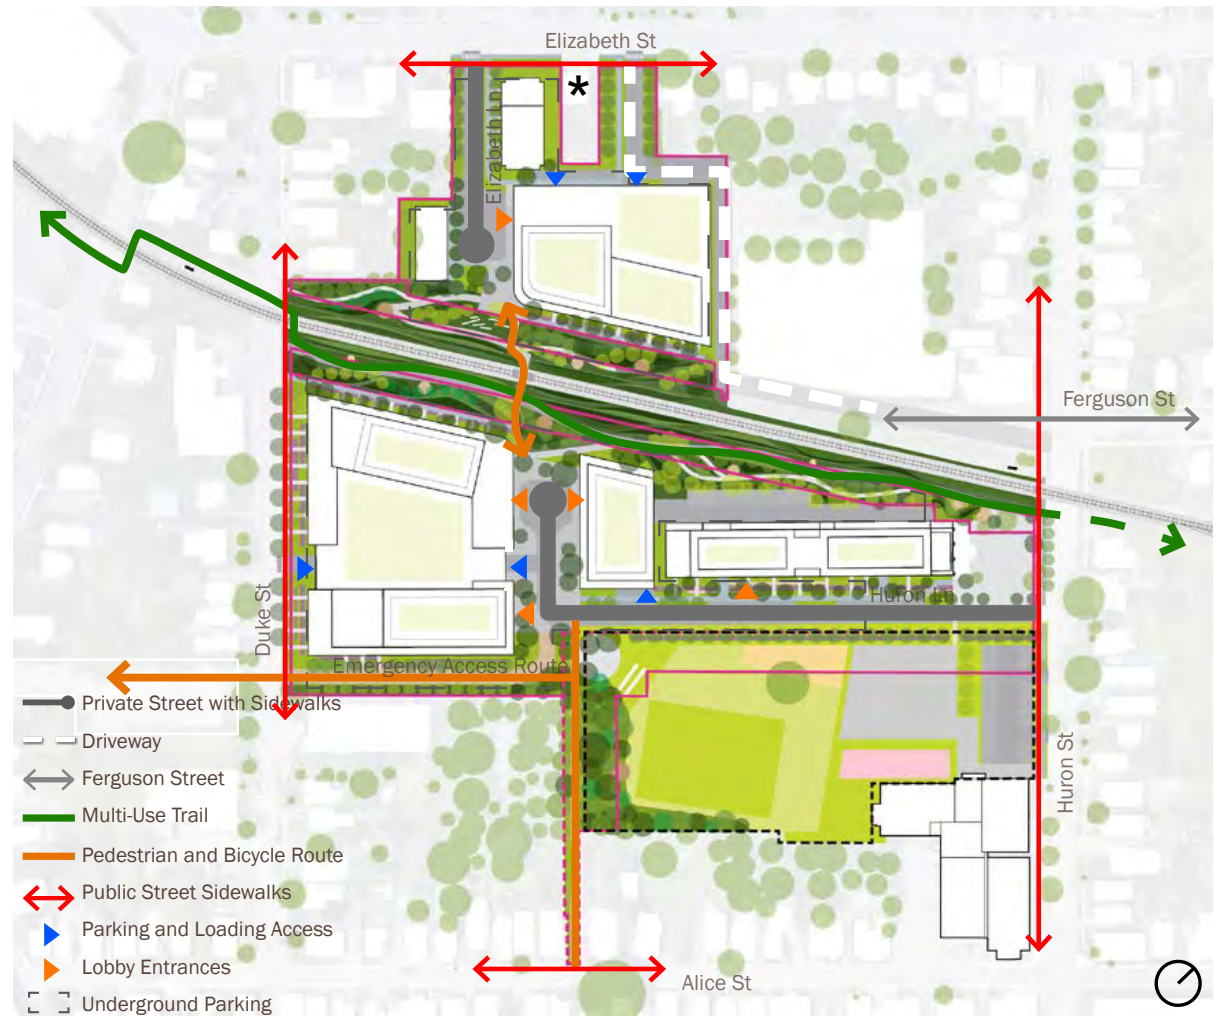 Elizabeth St
*
Elizabeth Ln
Ferguson St
Duke St
Huron Ln
Emergency Access Route
Private Street with Sidewalks
Driveway
Ferguson Street
Multi-Use Trail
Pedestrian and Bicycle Route
Public Street Sidewalks
Parking and Loading Access
Lobby Entrances
Underground Parking
Huron St
Alice St